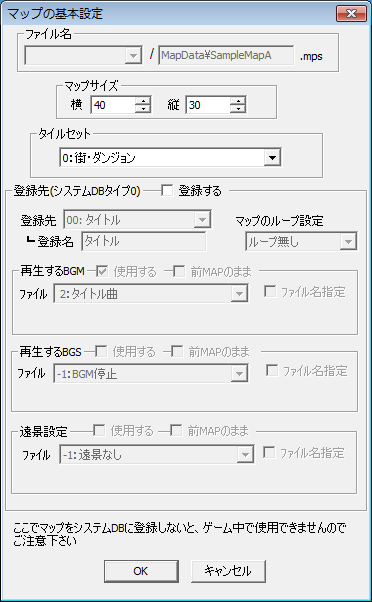 マップの基本設定
ファイル名
/ MapData¥SampleMapA .mps
マップサイズ
横 40 縦 30
タイルセット
0:街・ダンジョン
登録先(システムDBタイプ0) 登録する
登録先 00: タイトル マップのループ設定
┗ 登録名 タイトル ループ無し
再生するBGM 使用する 前MAPのまま
ファイル 2:タイトル曲 ファイル名指定
再生するBGS 使用する 前MAPのまま
ファイル -1:BGM停止 ファイル名指定
遠景設定 使用する 前MAPのまま
ファイル -1:遠景なし ファイル名指定
ここでマップをシステムDBに登録しないと、ゲーム中で使用できませんので
ご注意下さい
OK キャンセル